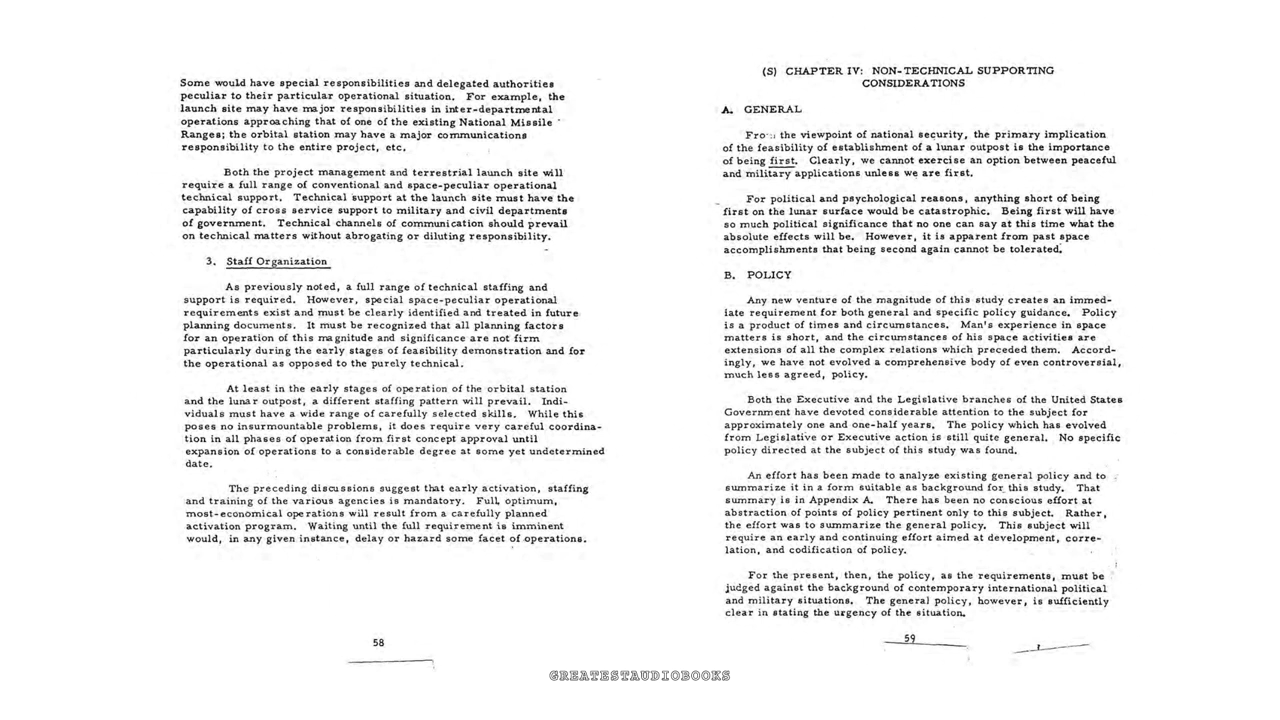 Some would have special responsibilities and delegated authorities
peculiar to their particular operational situation. For example, the
launch site may have major responsibilities in inter-departmental
operations approaching that of one of the existing National Missile
Ranges; the orbital station may have a major communications
responsibility to the entire project, etc.
Both the project management and terrestrial launch site will
require a full range of conventional and space-peculiar operational
technical support. Technical support at the launch site must have the
capability of cross service support to military and civil departments
of government. Technical channels of communication should prevail
on technical matters without abrogating or diluting responsibility.
3. Staff Organization
As previously noted, a full range of technical staffing and
support is required. However, special space-peculiar operational
requirements exist and must be clearly identified and treated in future
planning documents. It must be recognized that all planning factors
for an operation of this magnitude and significance are not firm
particularly during the early stages of feasibility demonstration and for
the operational as opposed to the purely technical.
At least in the early stages of operation of the orbital station
and the lunar outpost, a different staffing pattern will prevail. Indi-
viduals must have a wide range of carefully selected skills. While this
poses no insurmountable problems, it does require very careful coordina-
tion in all phases of operation from first concept approval until
expansion of operations to a considerable degree at some yet undetermined
date.
The preceding discussions suggest that early activation, staffing
and training of the various agencies is mandatory. Full, optimum,
most-economical operations will result from a carefully planned
activation program. Waiting until the full requirement is imminent
would, in any given instance, delay or hazard some facet of operations.
58
(S) CHAPTER IV: NON-TECHNICAL SUPPORTING
CONSIDERATIONS
A. GENERAL
From the viewpoint of national security, the primary implication
of the feasibility of establishment of a lunar outpost is the importance
of being first. Clearly, we cannot exercise an option between peaceful
and military applications unless we are first.
For political and psychological reasons, anything short of being
first on the lunar surface would be catastrophic. Being first will have
so much political significance that no one can say at this time what the
absolute effects will be. However, it is apparent from past space
accomplishments that being second again cannot be tolerated.
B. POLICY
Any new venture of the magnitude of this study creates an immed-
iate requirement for both general and specific policy guidance. Policy
is a product of times and circumstances. Man's experience in space
matters is short, and the circumstances of his space activities are
extensions of all the complex relations which preceded them. Accord-
ingly, we have not evolved a comprehensive body of even controversial,
much less agreed, policy.
Both the Executive and the Legislative branches of the United States
Government have devoted considerable attention to the subject for
approximately one and one-half years. The policy which has evolved
from Legislative or Executive action is still quite general. No specific
policy directed at the subject of this study was found.
An effort has been made to analyze existing general policy and to
summarize it in a form suitable as background for this study. That
summary is in Appendix A. There has been no conscious effort at
abstraction of points of policy pertinent only to this subject. Rather,
the effort was to summarize the general policy. This subject will
require an early and continuing effort aimed at development, corre-
lation, and codification of policy.
For the present, then, the policy, as the requirements, must be
judged against the background of contemporary international political
and military situations. The general policy, however, is sufficiently
clear in stating the urgency of the situation.
59
GREATESTAUDIOBOOKS